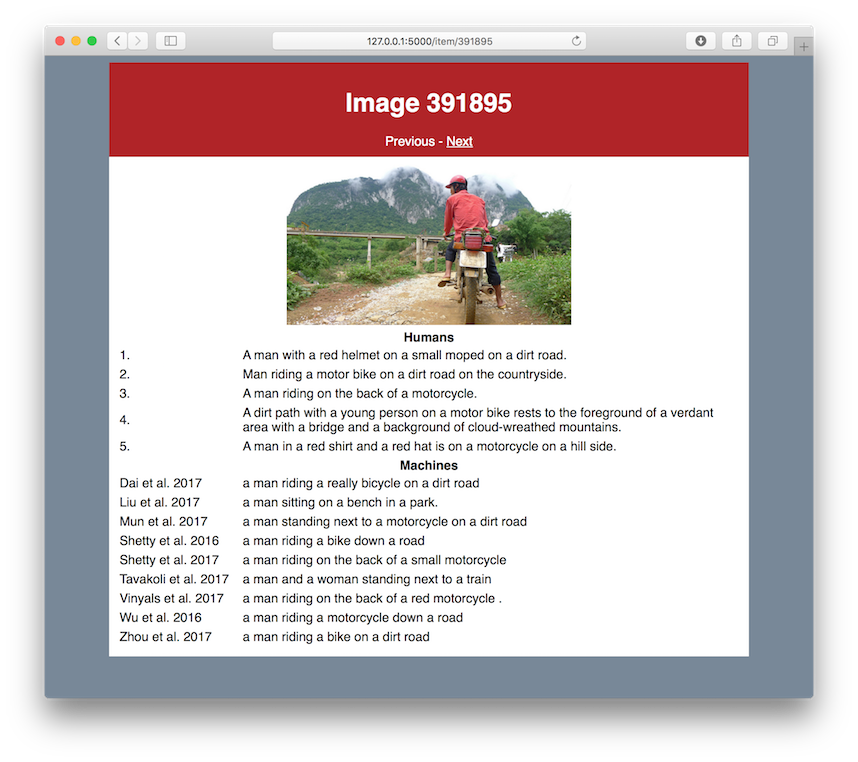 127.0.0.1:5000/item/391895
Image 391895
Previous - Next
Humans
1. A man with a red helmet on a small moped on a dirt road.
2. Man riding a motor bike on a dirt road on the countryside.
3. A man riding on the back of a motorcycle.
4. A dirt path with a young person on a motor bike rests to the foreground of a verdant
area with a bridge and a background of cloud-wreathed mountains.
5. A man in a red shirt and a red hat is on a motorcycle on a hill side.
Machines
Dai et al. 2017 a man riding a really bicycle on a dirt road
Liu et al. 2017 a man sitting on a bench in a park.
Mun et al. 2017 a man standing next to a motorcycle on a dirt road
Shetty et al. 2016 a man riding a bike down a road
Shetty et al. 2017 a man riding on the back of a small motorcycle
Tavakoli et al. 2017 a man and a woman standing next to a train
Vinyals et al. 2017 a man riding on the back of a red motorcycle .
Wu et al. 2016 a man riding a motorcycle down a road
Zhou et al. 2017 a man riding a bike on a dirt road